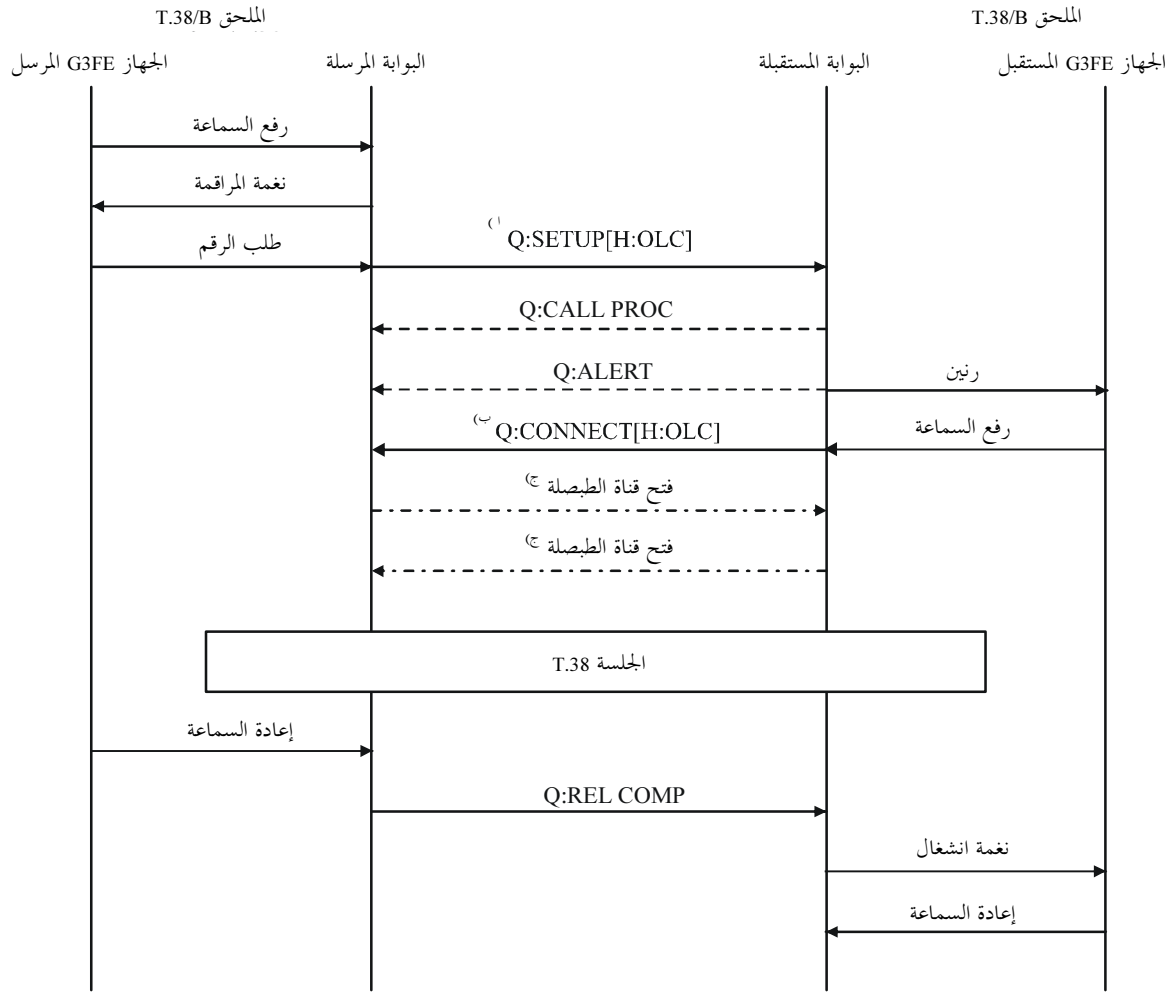 الملحق T.38/B
الملحق T.38/B
الجهاز G3FE المرسل
البوابة المرسلة
البوابة المستقبلة
الجهاز G3FE المستقبل
رفع السماعة
نغمة المراقمة
طلب الرقم
Q:SETUP[H:OLC] ا)
Q:CALL PROC
Q:ALERT
رنين
Q:CONNECT[H:OLC] ب)
رفع السماعة
فتح قناة الطبصلة ج)
فتح قناة الطبصلة ج)
الجلسة T.38
إعادة السماعة
Q:REL COMP
نغمة انشغال
إعادة السماعة